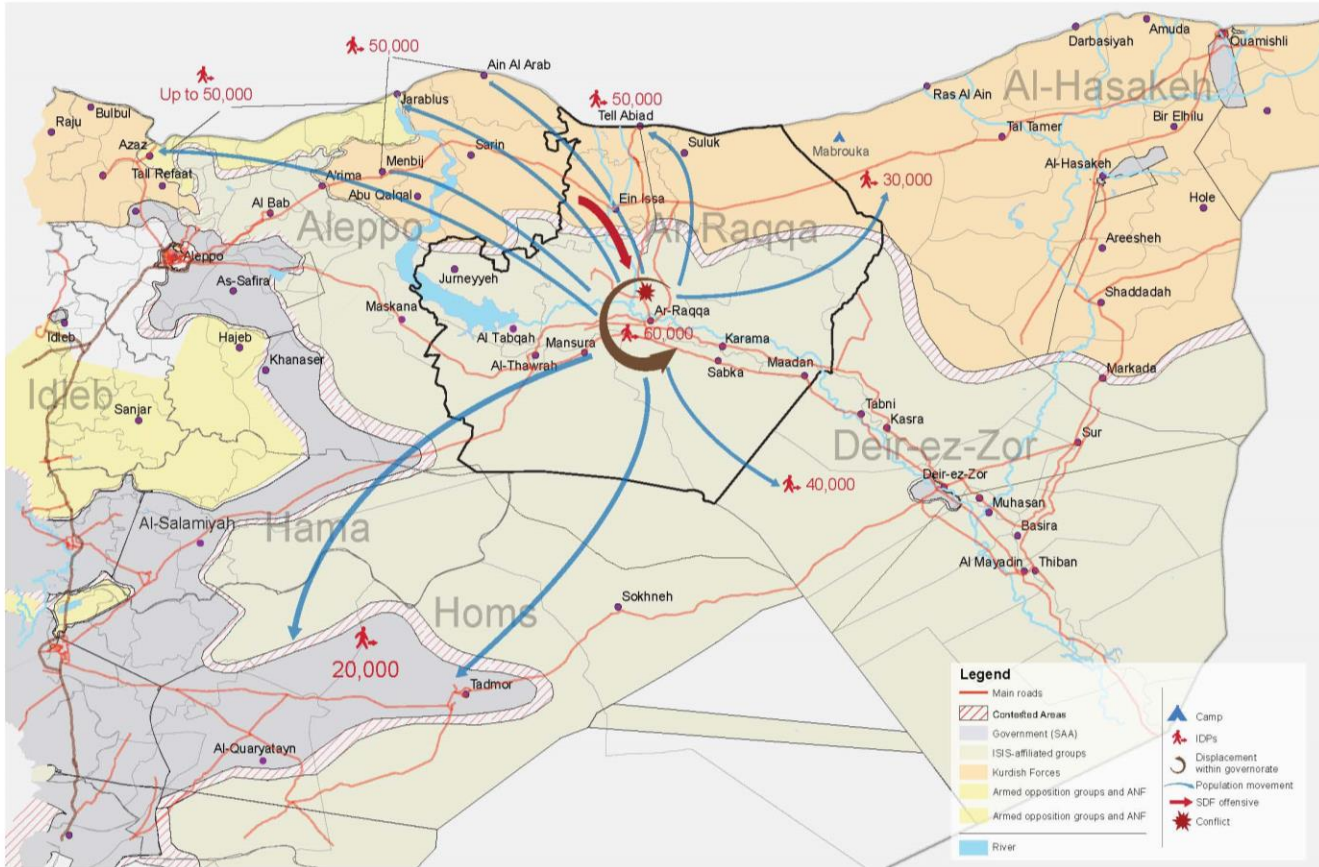 50,000
Up to 50,000
Ain Al Arab
Darbasiyah
Amuda
Quamishli
Bulbul
Raju
Jarablus
50,000
Tell Abiad
Ras Al Ain
Al-Hasakeh
Azaz
Tall Refaat
Menbij
Sarin
Suluk
Mabrouka
Tal Tamer
Bir Elhilu
A'rima
Abu Qalqal
Al Bab
Ein Issa
30,000
Al-Hasakeh
Hole
Aleppo
Ar-Raqqa
Aleppo
Areesheh
As-Safira
Jurneyyeh
Maskana
Shaddadah
Idleb
Hajeb
Khanaser
Al Tabqah
Mansura
Al-Thawrah
Ar-Raqqa
60,000
Karama
Sabka
Maadan
Markada
Idleb
Sanjar
Tabni
Kasra
Sur
Deir-ez-Zor
40,000
Deir-ez-Zor
Muhasan
Al-Salamiyah
Hama
Basira
Al Mayadin
Thiban
Homs
Sokhneh
20,000
Tadmor
Al-Quaryatayn
Legend
Main roads
Contested Areas
Government (SAA)
ISIS-affiliated groups
Kurdish Forces
Armed opposition groups and ANF
Armed opposition groups and ANF
River
Camp
IDPs
Displacement
within governorate
Population movement
SDF offensive
Conflict